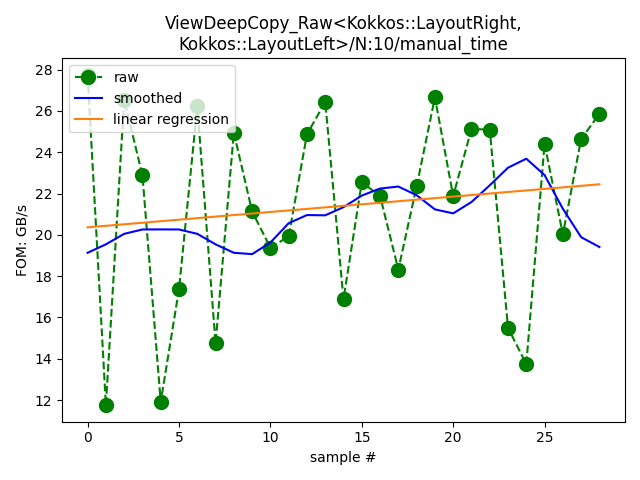 ViewDeepCopy_Raw<Kokkos::LayoutRight,
Kokkos::LayoutLeft>/N:10/manual_time
raw
smoothed
linear regression
FOM: GB/s
28
26
24
22
20
18
16
14
12
0
5
10
15
20
25
sample #